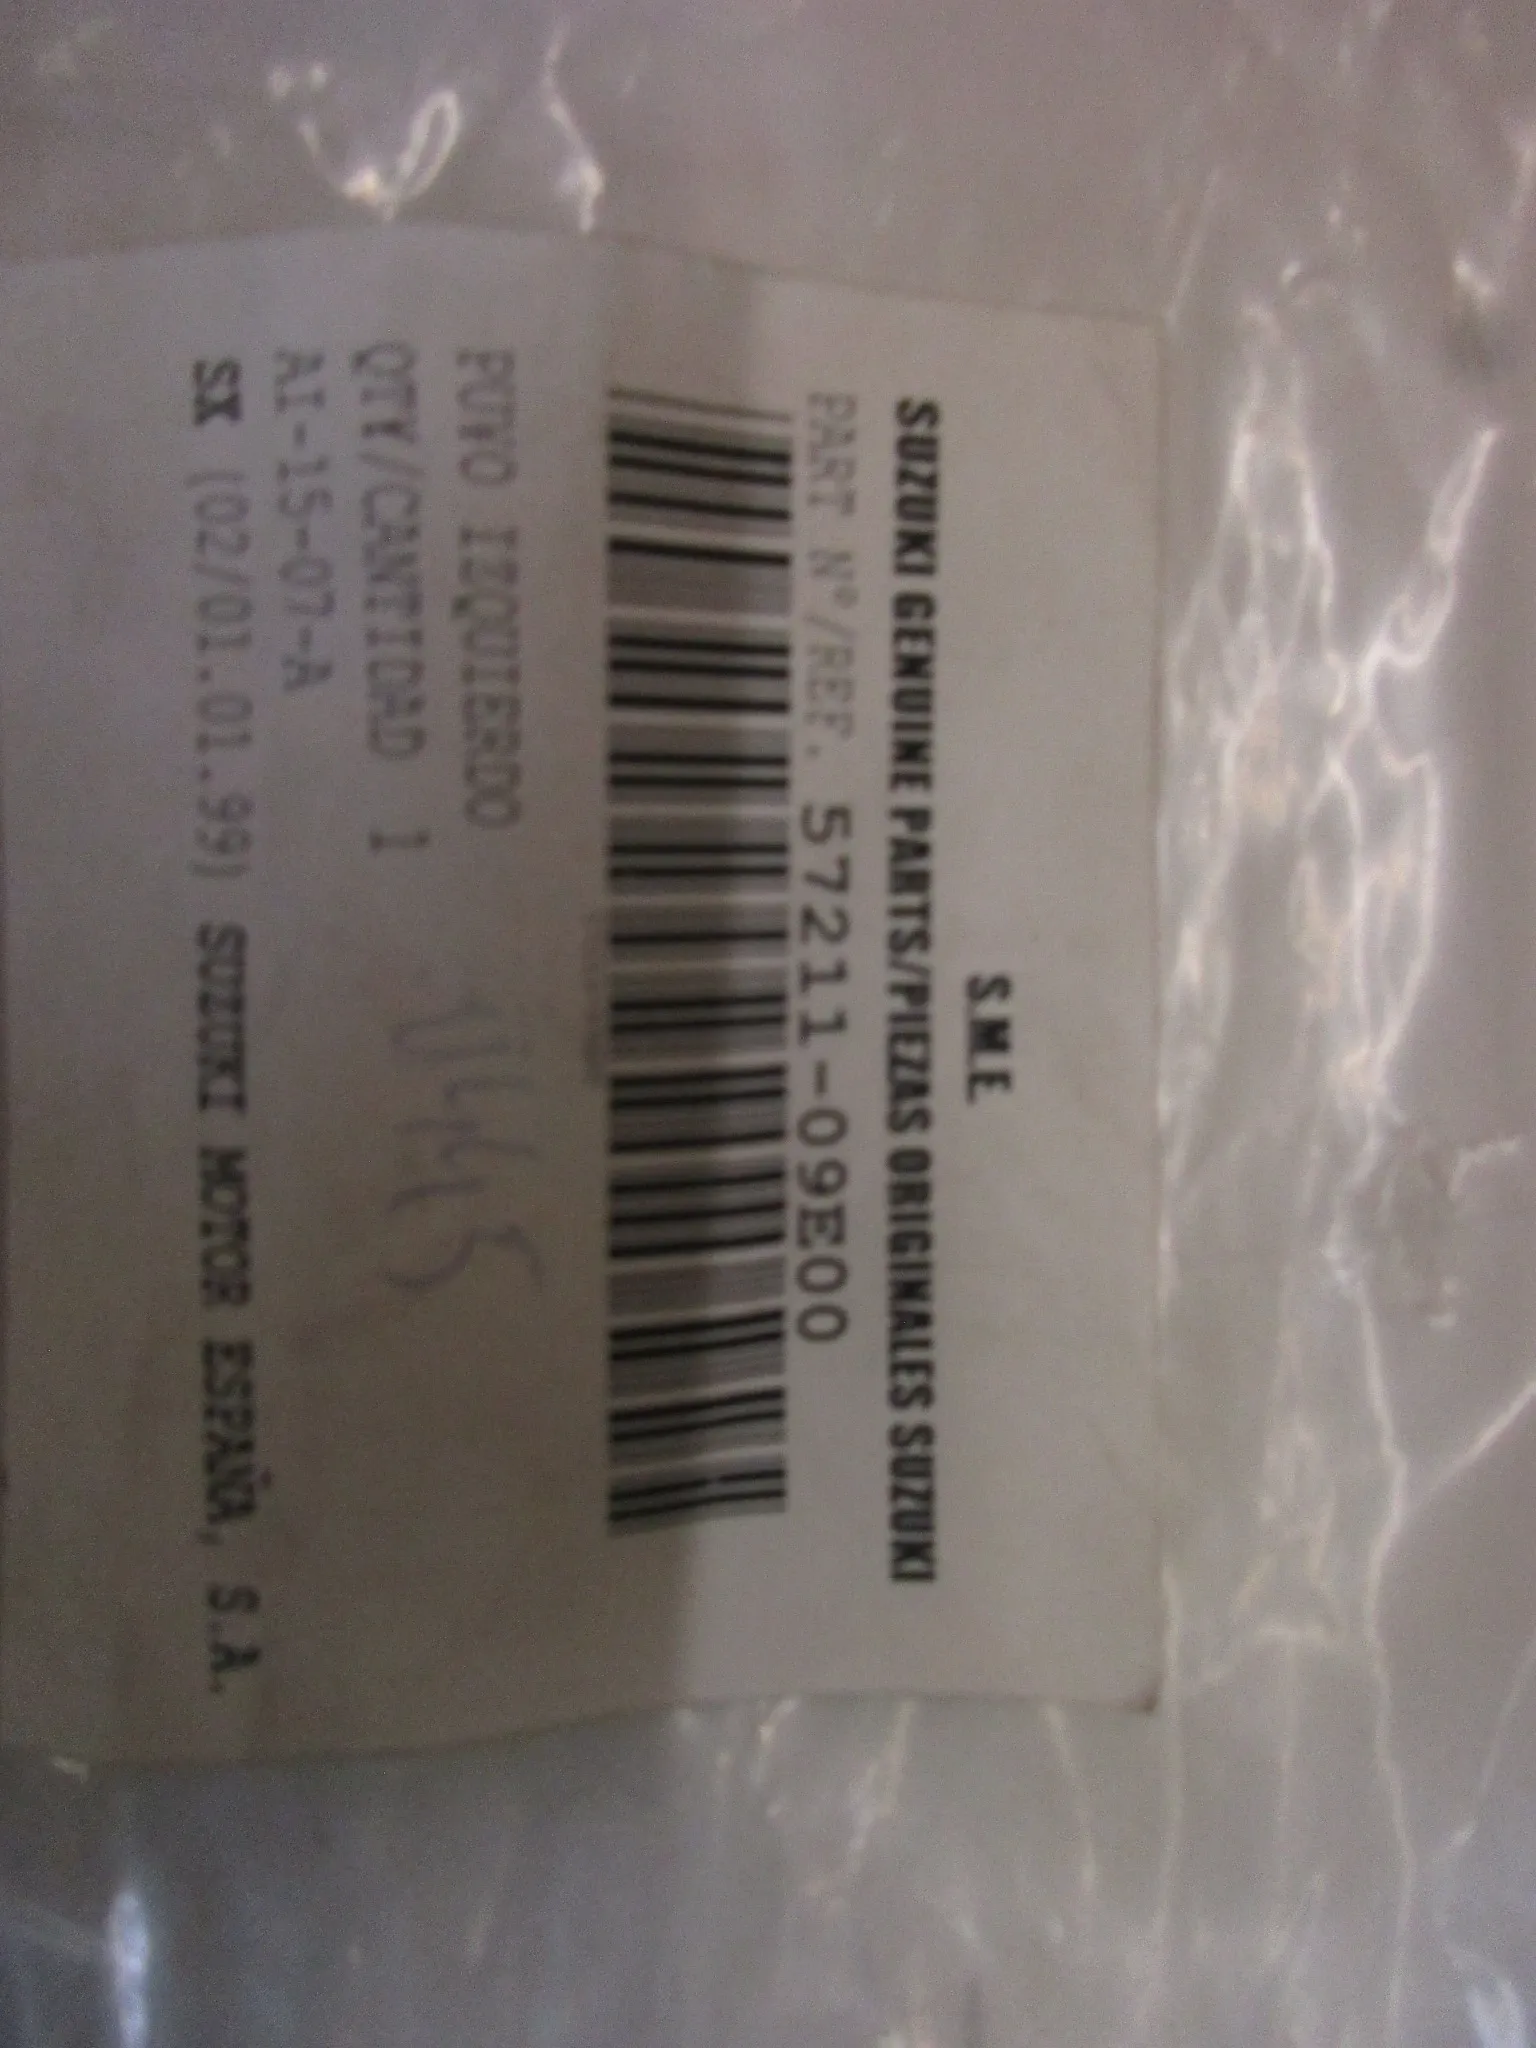 S.M.E.
SUZUKI GENUINE PARTS/PIEZAS ORIGINALES SUZUKI
PART Nº/REF. 57211-09E00
PUWO IZQUIERDO
QTY/CANTIDAD 1
AI-15-07-A
SX (02/01.01.99) SUZUKI MOTOR ESPAÑA, S.A.